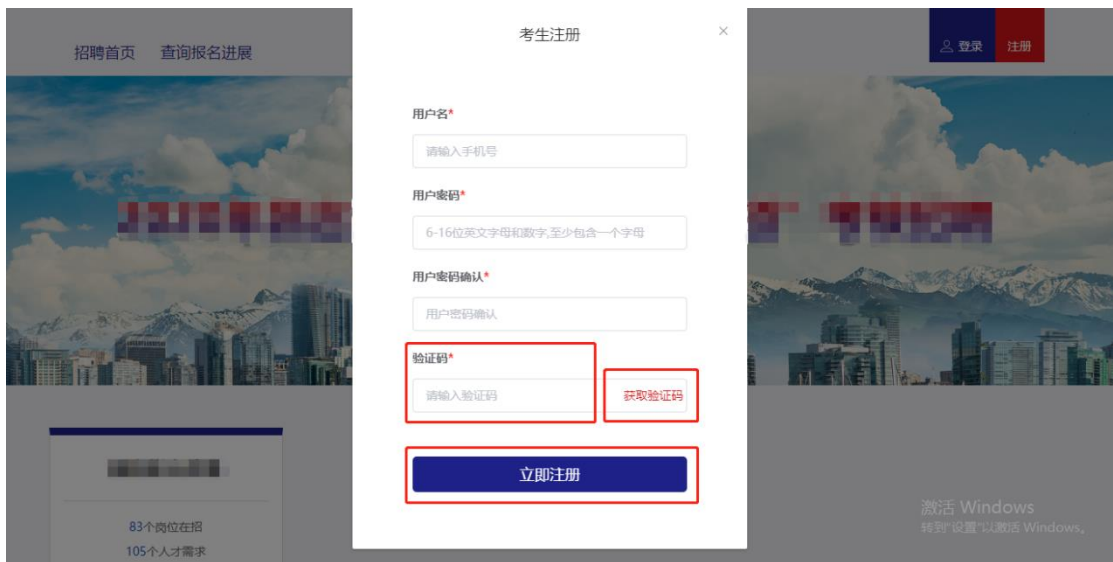 招聘首页 查询报名进展
登录 注册
考生注册
用户名*
请输入手机号
用户密码*
6-16位英文字母和数字,至少包含一个字母
用户密码确认*
用户密码确认
验证码*
请输入验证码 获取验证码
立即注册
83个岗位在招
105个人才需求
激活 Windows
转到"设置"以激活 Windows。